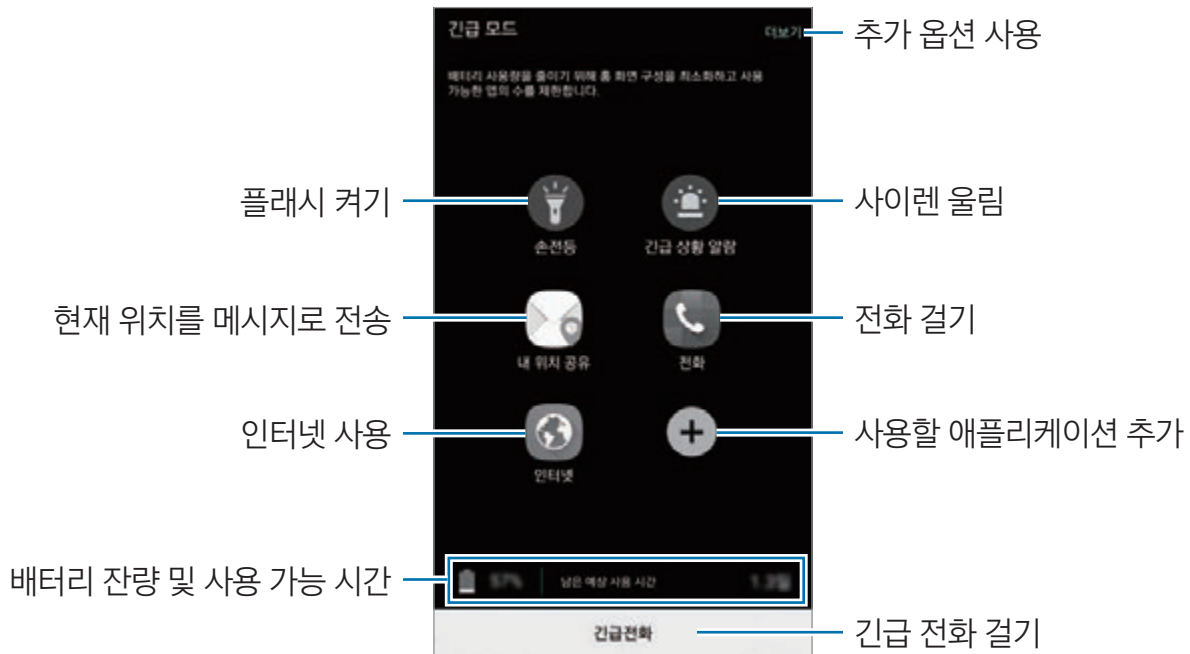 긴급 모드
더보기
추가 옵션 사용
배터리 사용량을 줄이기 위해 홈 화면 구성을 최소화하고 사용
가능한 앱의 수를 제한합니다.
플래시 켜기
사이렌 울림
손전등
긴급 상황 알람
현재 위치를 메시지로 전송
전화 걸기
내 위치 공유
전화
인터넷 사용
사용할 애플리케이션 추가
인터넷
배터리 잔량 및 사용 가능 시간
57%
남은 예상 사용 시간
긴급전화
긴급 전화 걸기